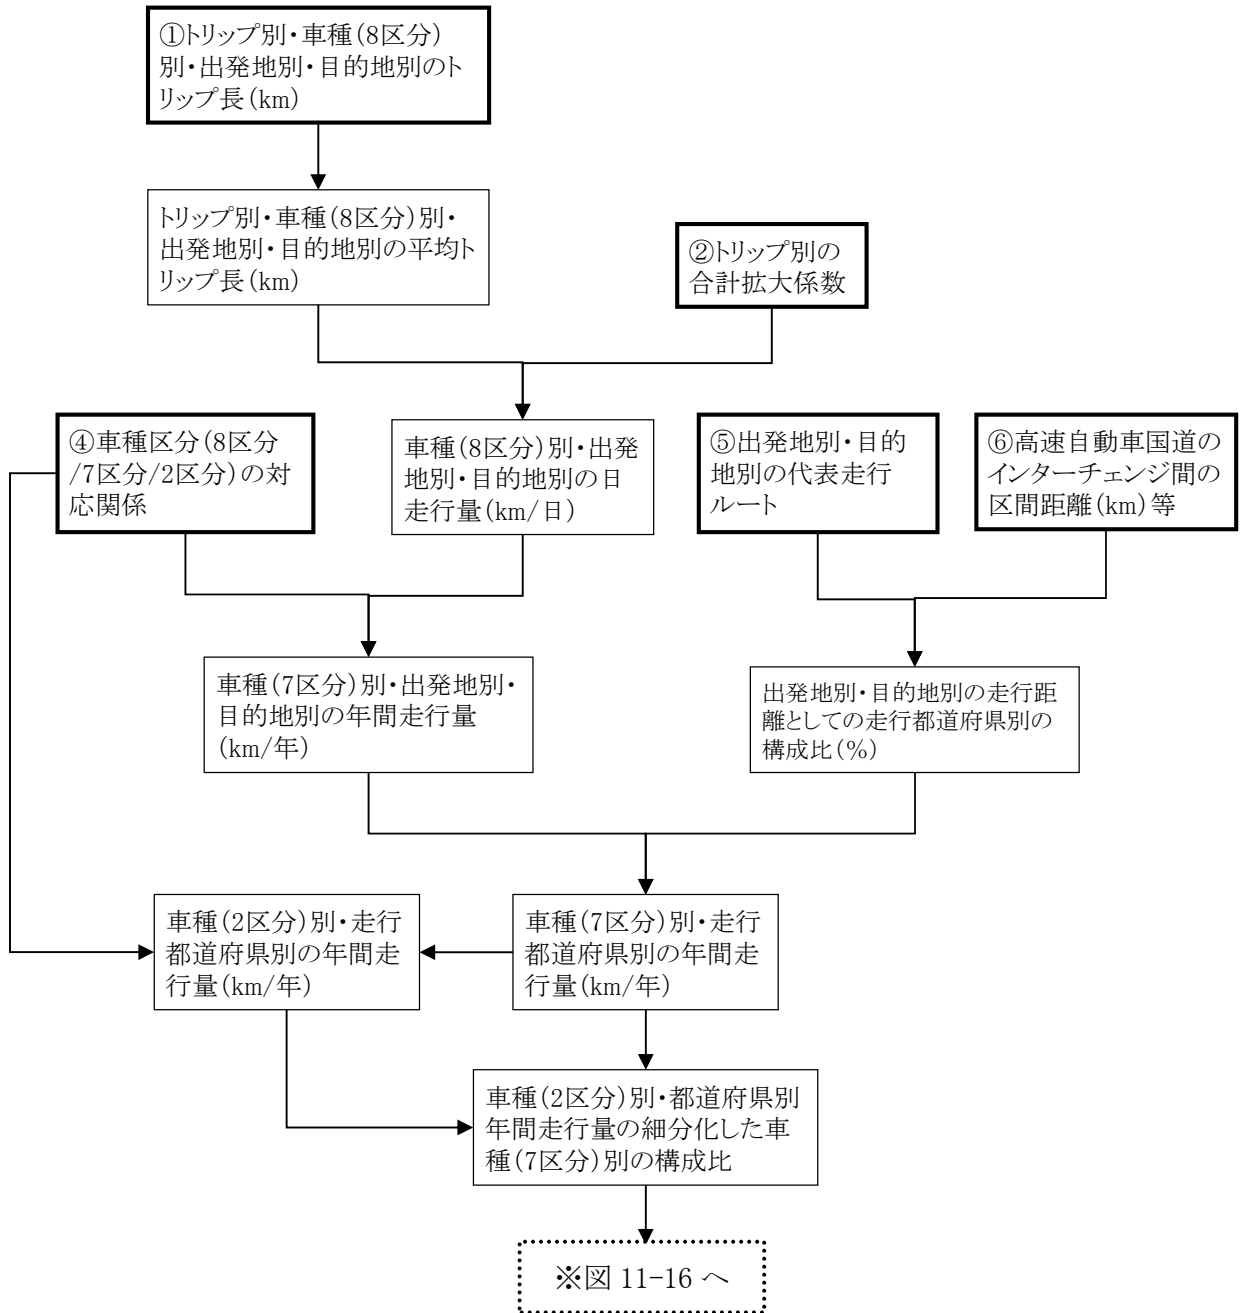 ①トリップ別・車種(8区分)
別・出発地別・目的地別のト
リップ長(km)
トリップ別・車種(8区分)別・
出発地別・目的地別の平均ト
リップ長(km)
②トリップ別の
合計拡大係数
④車種区分(8区分
/7区分/2区分)の対
応関係
車種(8区分)別・出発
地別・目的地別の日
走行量(km/日)
⑤出発地別・目的
地別の代表走行
ルート
⑥高速自動車国道の
インターチェンジ間の
区間距離(km)等
車種(7区分)別・出発地別・
目的地別の年間走行量
(km/年)
出発地別・目的地別の走行距
離としての走行都道府県別の
構成比(%)
車種(2区分)別・走行
都道府県別の年間走
行量(km/年)
車種(7区分)別・走行
都道府県別の年間走
行量(km/年)
車種(2区分)別・都道府県別
年間走行量の細分化した車
種(7区分)別の構成比
※図 11-16 へ